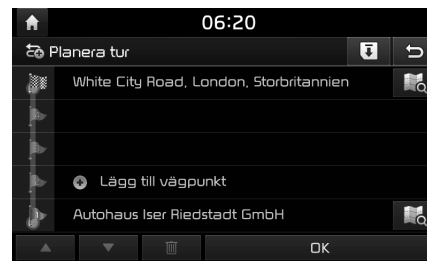 06:20
Planera tur
White City Road, London, Storbritannien
Lägg till vägpunkt
Autohaus Iser Riedstadt GmbH
OK